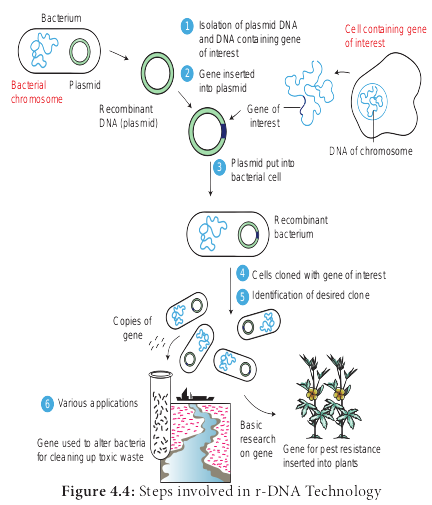 Bacterium
1 Isolation of plasmid DNA
and DNA containing gene
of interest
Cell containing gene
of interest
Bacterial
chromosome
Plasmid
2 Gene inserted
into plasmid
Recombinant
DNA (plasmid)
Gene of
interest
DNA of chromosome
3 Plasmid put into
bacterial cell
Recombinant
bacterium
4 Cells cloned with gene of interest
5 Identification of desired clone
Copies of
gene
6 Various applications
Gene used to alter bacteria
for cleaning up toxic waste
Basic
research
on gene
Gene for pest resistance
inserted into plants
Figure 4.4: Steps involved in r-DNA Technology